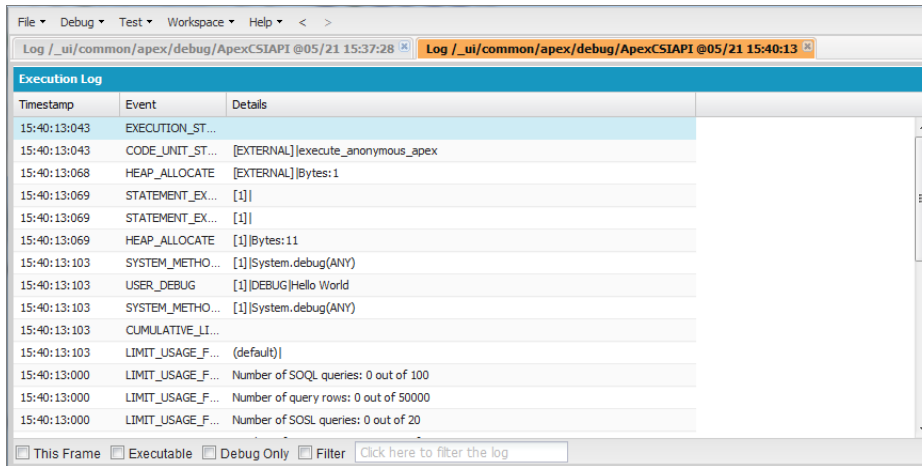 File Debug Test Workspace Help < >
Log /_ui/common/apex/debug/ApexCSIAPI @05/21 15:37:28 Log /_ui/common/apex/debug/ApexCSIAPI @05/21 15:40:13
Execution Log
Timestamp Event Details
15:40:13:043 EXECUTION_ST...
15:40:13:043 CODE_UNIT_ST... [EXTERNAL]|execute_anonymous_apex
15:40:13:068 HEAP_ALLOCATE [EXTERNAL]|Bytes:1
15:40:13:069 STATEMENT_EX... [1]|
15:40:13:069 STATEMENT_EX... [1]|
15:40:13:069 HEAP_ALLOCATE [1]|Bytes:11
15:40:13:103 SYSTEM_METHO... [1]|System.debug(ANY)
15:40:13:103 USER_DEBUG [1]|DEBUG|Hello World
15:40:13:103 SYSTEM_METHO... [1]|System.debug(ANY)
15:40:13:103 CUMULATIVE_LI...
15:40:13:103 LIMIT_USAGE_F... (default)|
15:40:13:000 LIMIT_USAGE_F... Number of SOQL queries: 0 out of 100
15:40:13:000 LIMIT_USAGE_F... Number of query rows: 0 out of 50000
15:40:13:000 LIMIT_USAGE_F... Number of SOSL queries: 0 out of 20
This Frame Executable Debug Only Filter Click here to filter the log